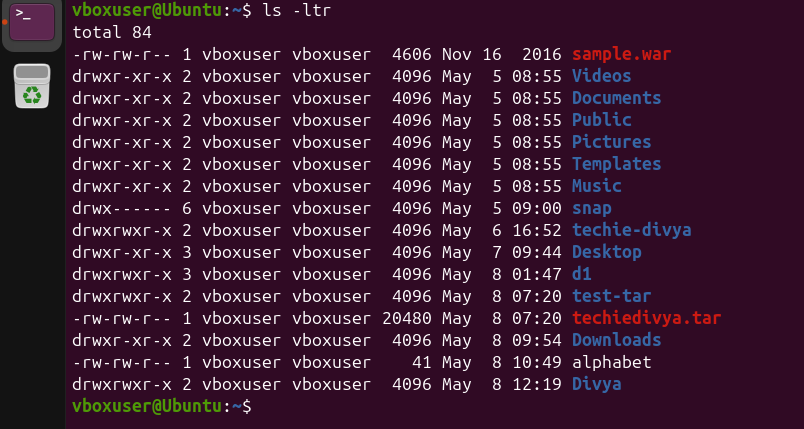 >_
vboxuser@Ubuntu:~$ ls -ltr
total 84
-rw-rw-r-- 1 vboxuser vboxuser  4606 Nov 16  2016 sample.war
drwxr-xr-x 2 vboxuser vboxuser  4096 May  5 08:55 Videos
drwxr-xr-x 2 vboxuser vboxuser  4096 May  5 08:55 Documents
drwxr-xr-x 2 vboxuser vboxuser  4096 May  5 08:55 Public
drwxr-xr-x 2 vboxuser vboxuser  4096 May  5 08:55 Pictures
drwxr-xr-x 2 vboxuser vboxuser  4096 May  5 08:55 Templates
drwxr-xr-x 2 vboxuser vboxuser  4096 May  5 08:55 Music
drwx------ 6 vboxuser vboxuser  4096 May  5 09:00 snap
drwxrwxr-x 2 vboxuser vboxuser  4096 May  6 16:52 techie-divya
drwxr-xr-x 3 vboxuser vboxuser  4096 May  7 09:44 Desktop
drwxrwxr-x 3 vboxuser vboxuser  4096 May  8 01:47 d1
drwxrwxr-x 2 vboxuser vboxuser  4096 May  8 07:20 test-tar
-rw-rw-r-- 1 vboxuser vboxuser 20480 May  8 07:20 techiedivya.tar
drwxr-xr-x 2 vboxuser vboxuser  4096 May  8 09:54 Downloads
-rw-rw-r-- 1 vboxuser vboxuser    41 May  8 10:49 alphabet
drwxrwxr-x 2 vboxuser vboxuser  4096 May  8 12:19 Divya
vboxuser@Ubuntu:~$